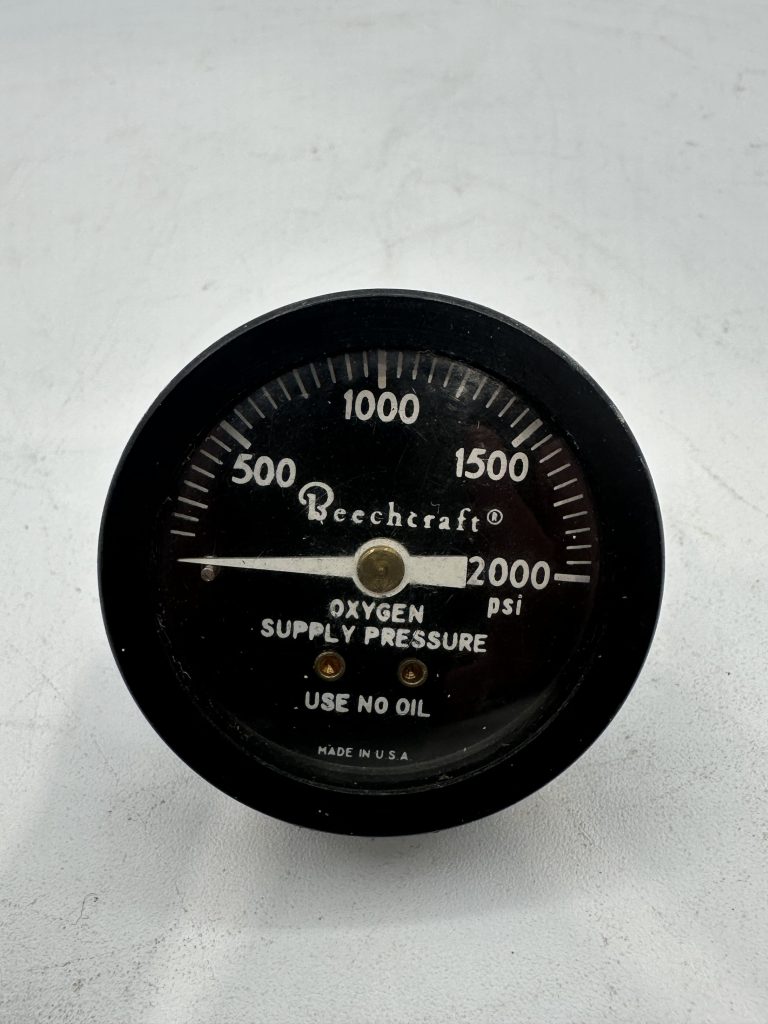 1000
500
1500
Beechcraft®
2000
psi
OXYGEN
SUPPLY PRESSURE
USE NO OIL
MADE IN U.S.A.